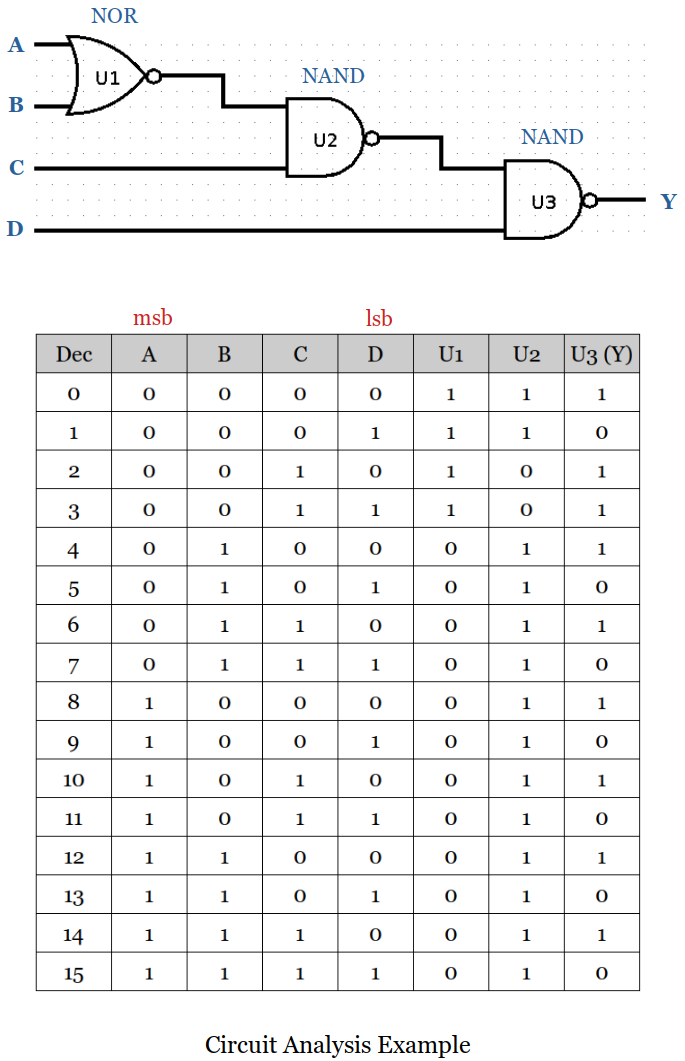 NOR
A
U1
B
NAND
U2
C
NAND
U3
Y
D
msb lsb
Dec A B C D U1 U2 U3 (Y)
0 0 0 0 0 1 1 1
1 0 0 0 1 1 1 0
2 0 0 1 0 1 0 1
3 0 0 1 1 1 0 1
4 0 1 0 0 0 1 1
5 0 1 0 1 0 1 0
6 0 1 1 0 0 1 1
7 0 1 1 1 0 1 0
8 1 0 0 0 0 1 1
9 1 0 0 1 0 1 0
10 1 0 1 0 0 1 1
11 1 0 1 1 0 1 0
12 1 1 0 0 0 1 1
13 1 1 0 1 0 1 0
14 1 1 1 0 0 1 1
15 1 1 1 1 0 1 0
Circuit Analysis Example